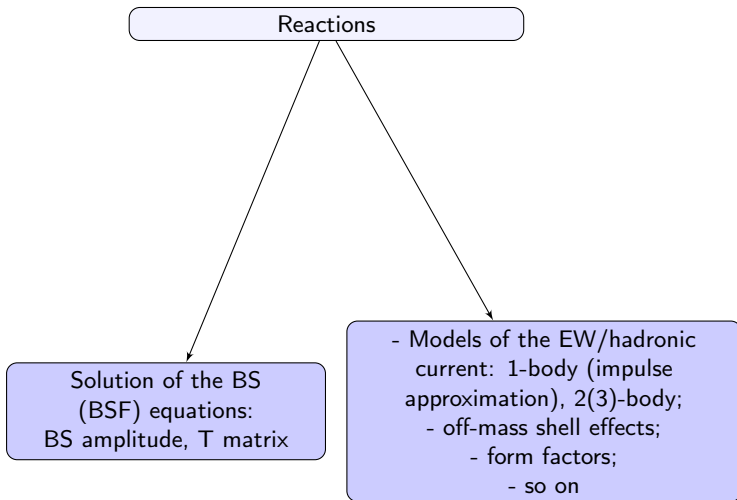 Reactions
Solution of the BS
(BSF) equations:
BS amplitude, T matrix
- Models of the EW/hadronic
current: 1-body (impulse
approximation), 2(3)-body;
- off-mass shell effects;
- form factors;
- so on